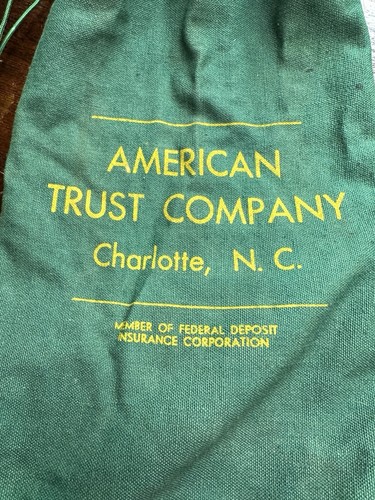 AMERICAN
TRUST COMPANY
Charlotte, N. C.
MEMBER OF FEDERAL DEPOSIT
INSURANCE CORPORATION